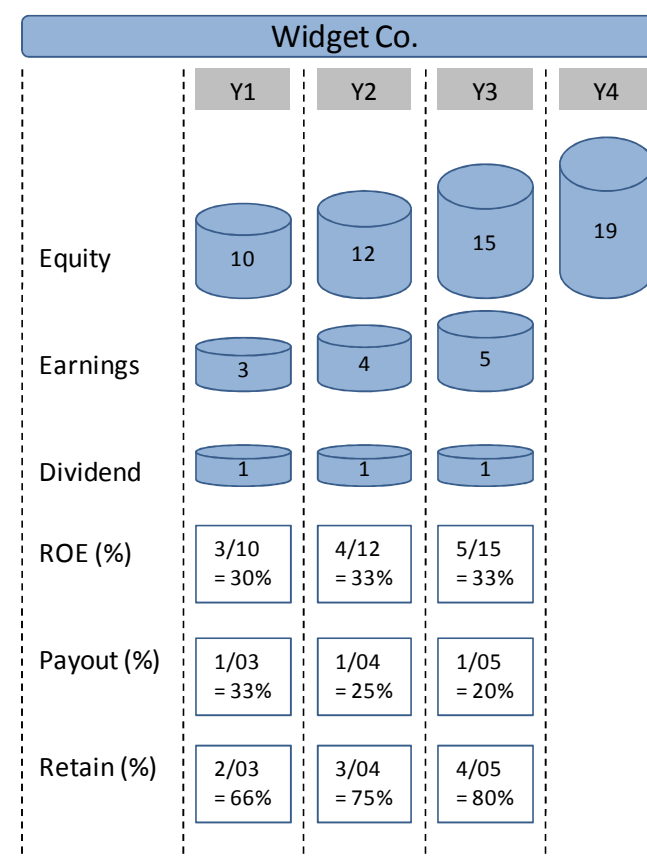 Widget Co.
Y1 Y2 Y3 Y4
Equity 10 12 15 19
Earnings 3 4 5
Dividend 1 1 1
ROE (%) 3/10 4/12 5/15
= 30% = 33% = 33%
Payout (%) 1/03 1/04 1/05
= 33% = 25% = 20%
Retain (%) 2/03 3/04 4/05
= 66% = 75% = 80%